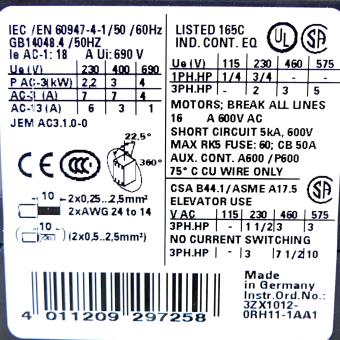 IEC /EN 60947-4-1/50 /60Hz
GB14048.4 /50HZ
Ie AC-1: 18 A Ui: 690 V
Ue (V) 230 400 690
P AC-3(kW) 2,2 3 4
AC-3I (A) 7 4
AC-13 (A) 6 3 1
JEM AC3.1.0-0
22.5°
360°
CCC
10 2x0,25...2,5mm²
2xAWG 24 to 14
10 (2x0,5..2,5mm²)
LISTED 165C
IND. CONT. EQ
UL SA
Ue (V) 115 230 460 575
1PH.HP 1/4 3/4 - -
3PH.HP - 2 3 5
MOTORS; BREAK ALL LINES
16 A 600V AC
SHORT CIRCUIT 5kA, 600V
MAX RK5 FUSE: 60; CB 50A
AUX. CONT. A600 /P600
75° C CU WIRE ONLY
CSA B44.1/ASME A17.5
ELEVATOR USE
SA
V AC 115 230 460 575
3PH.HP - 1 1/2 3 3
NO CURRENT SWITCHING
3PH.HP - 3 7 1/2 10
4 011209 297258
Made in
Germany
Instr.Ord.No.:
3ZX1012-
0RH11-1AA1